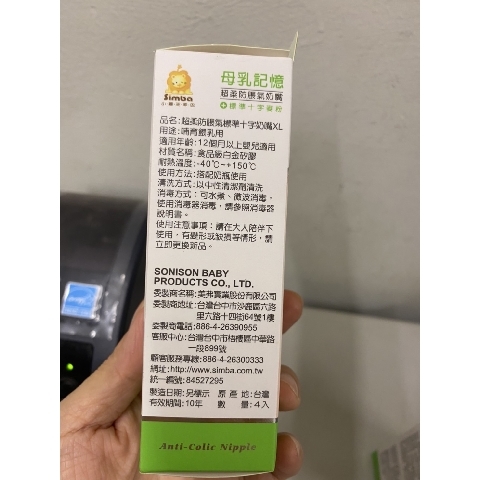 Simba
小獅王辛巴
母乳記憶
超柔防脹氣奶嘴
標準十字麥粉
品名:超柔防脹氣標準十字奶嘴XL
用途:哺育餵乳用
適用年齡:12個月以上嬰兒適用
材質名稱:食品級白金矽膠
耐熱溫度:-40℃~+150℃
使用方法:搭配奶瓶使用
清洗方式:以中性清潔劑清洗
消毒方式:可水煮、微波消毒,
使用消毒器消毒,請參照消毒器
說明書。
使用注意事項:請在大人陪伴下
使用,有變形或缺損等情形,請
立即更換新品。
SONISON BABY
PRODUCTS CO., LTD.
委製商名稱:美弗實業股份有限公司
委製商地址:台灣台中市沙鹿區六路
里六路十四街64號1樓
委製商電話:886-4-26390955
客服中心:台灣台中市梧棲區中華路
一段699號
顧客服務專線:886-4-26300333
網址:http://www.simba.com.tw
統一編號:84527295
製造日期:另標示 原產地:台灣
有效期間:10年 數量:4入
Anti-Colic Nipple